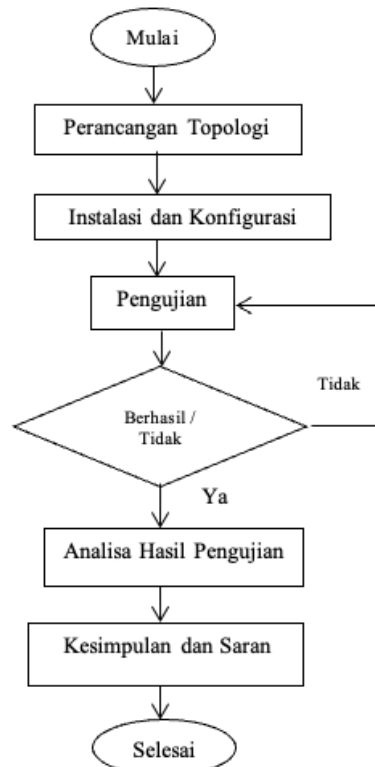 Mulai
Perancangan Topologi
Instalasi dan Konfigurasi
Pengujian
Tidak
Berhasil /
Tidak
Ya
Analisa Hasil Pengujian
Kesimpulan dan Saran
Selesai